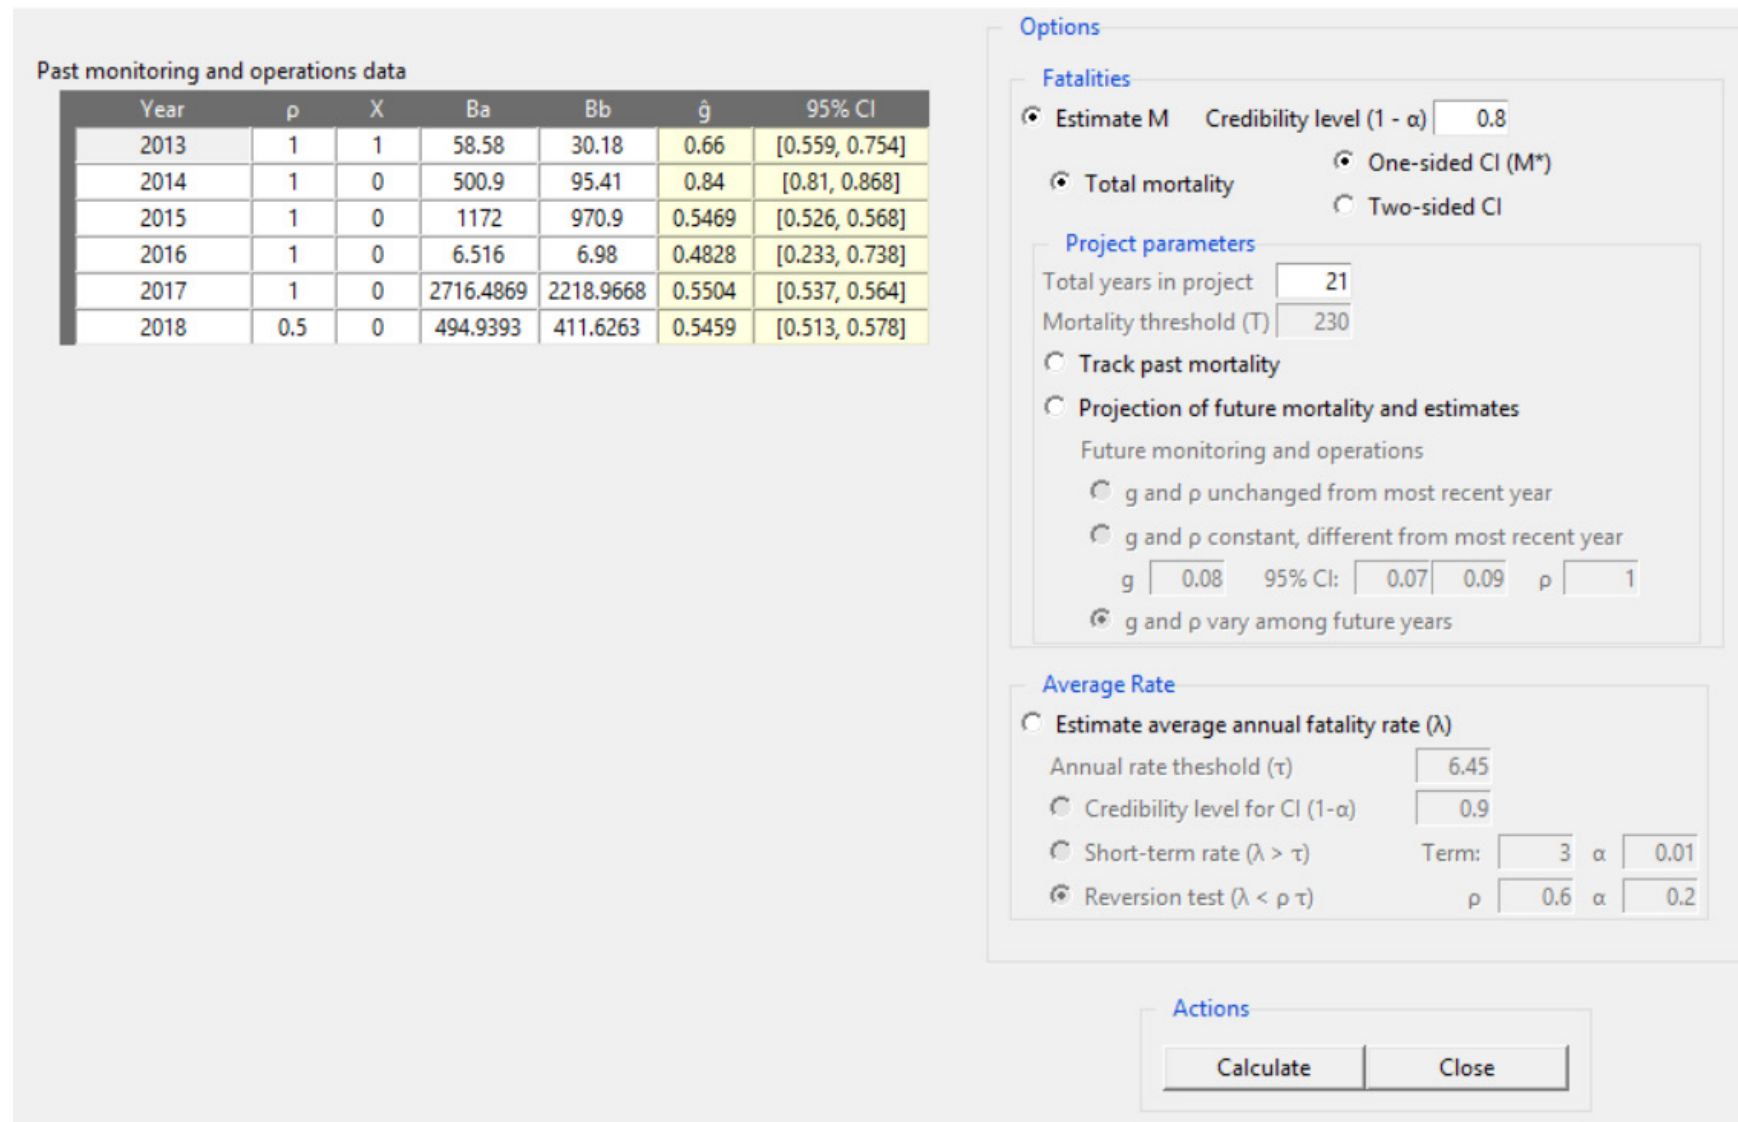 Past monitoring and operations data
Year ρ X Ba Bb ĝ 95% CI
2013 1 1 58.58 30.18 0.66 [0.559, 0.754]
2014 1 0 500.9 95.41 0.84 [0.81, 0.868]
2015 1 0 1172 970.9 0.5469 [0.526, 0.568]
2016 1 0 6.516 6.98 0.4828 [0.233, 0.738]
2017 1 0 2716.4869 2218.9668 0.5504 [0.537, 0.564]
2018 0.5 0 494.9393 411.6263 0.5459 [0.513, 0.578]
Options
Fatalities
Estimate M Credibility level (1 - α) 0.8
One-sided CI (M*)
Total mortality
Two-sided CI
Project parameters
Total years in project 21
Mortality threshold (T) 230
Track past mortality
Projection of future mortality and estimates
Future monitoring and operations
g and ρ unchanged from most recent year
g and ρ constant, different from most recent year
g 0.08 95% CI: 0.07 0.09 ρ 1
g and ρ vary among future years
Average Rate
Estimate average annual fatality rate (λ)
Annual rate theshold (τ) 6.45
Credibility level for CI (1-α) 0.9
Short-term rate (λ > τ) Term: 3 α 0.01
Reversion test (λ < ρ τ) ρ 0.6 α 0.2
Actions
Calculate Close